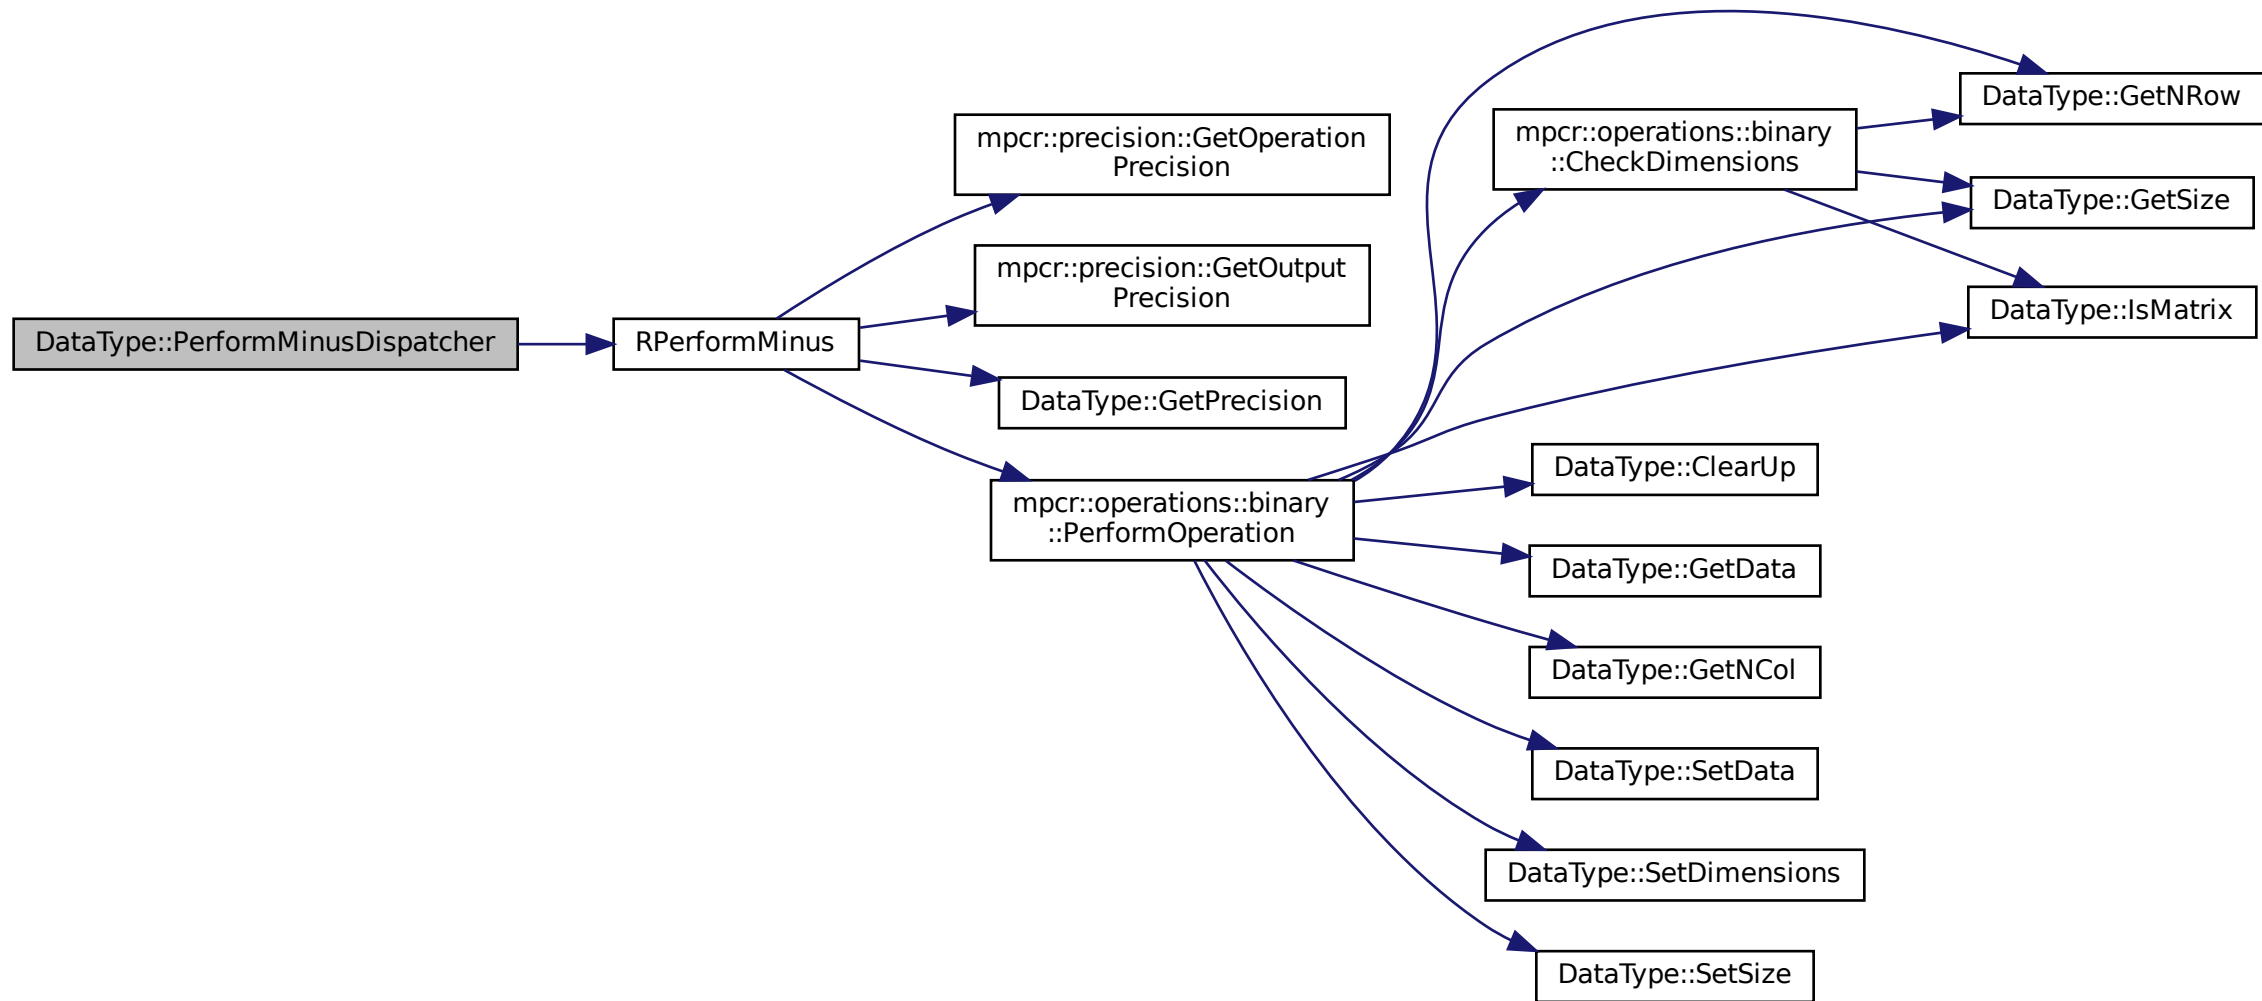 DataType::PerformMinusDispatcher
RPerformMinus
mpcr::precision::GetOperation
Precision
mpcr::precision::GetOutput
Precision
DataType::GetPrecision
mpcr::operations::binary
::PerformOperation
mpcr::operations::binary
::CheckDimensions
DataType::GetNRow
DataType::GetSize
DataType::IsMatrix
DataType::ClearUp
DataType::GetData
DataType::GetNCol
DataType::SetData
DataType::SetDimensions
DataType::SetSize